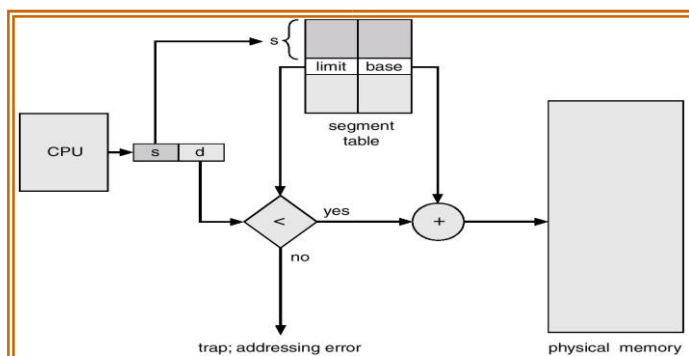 s
limit base
segment
table
CPU
s d
<
yes
+
no
trap; addressing error
physical memory